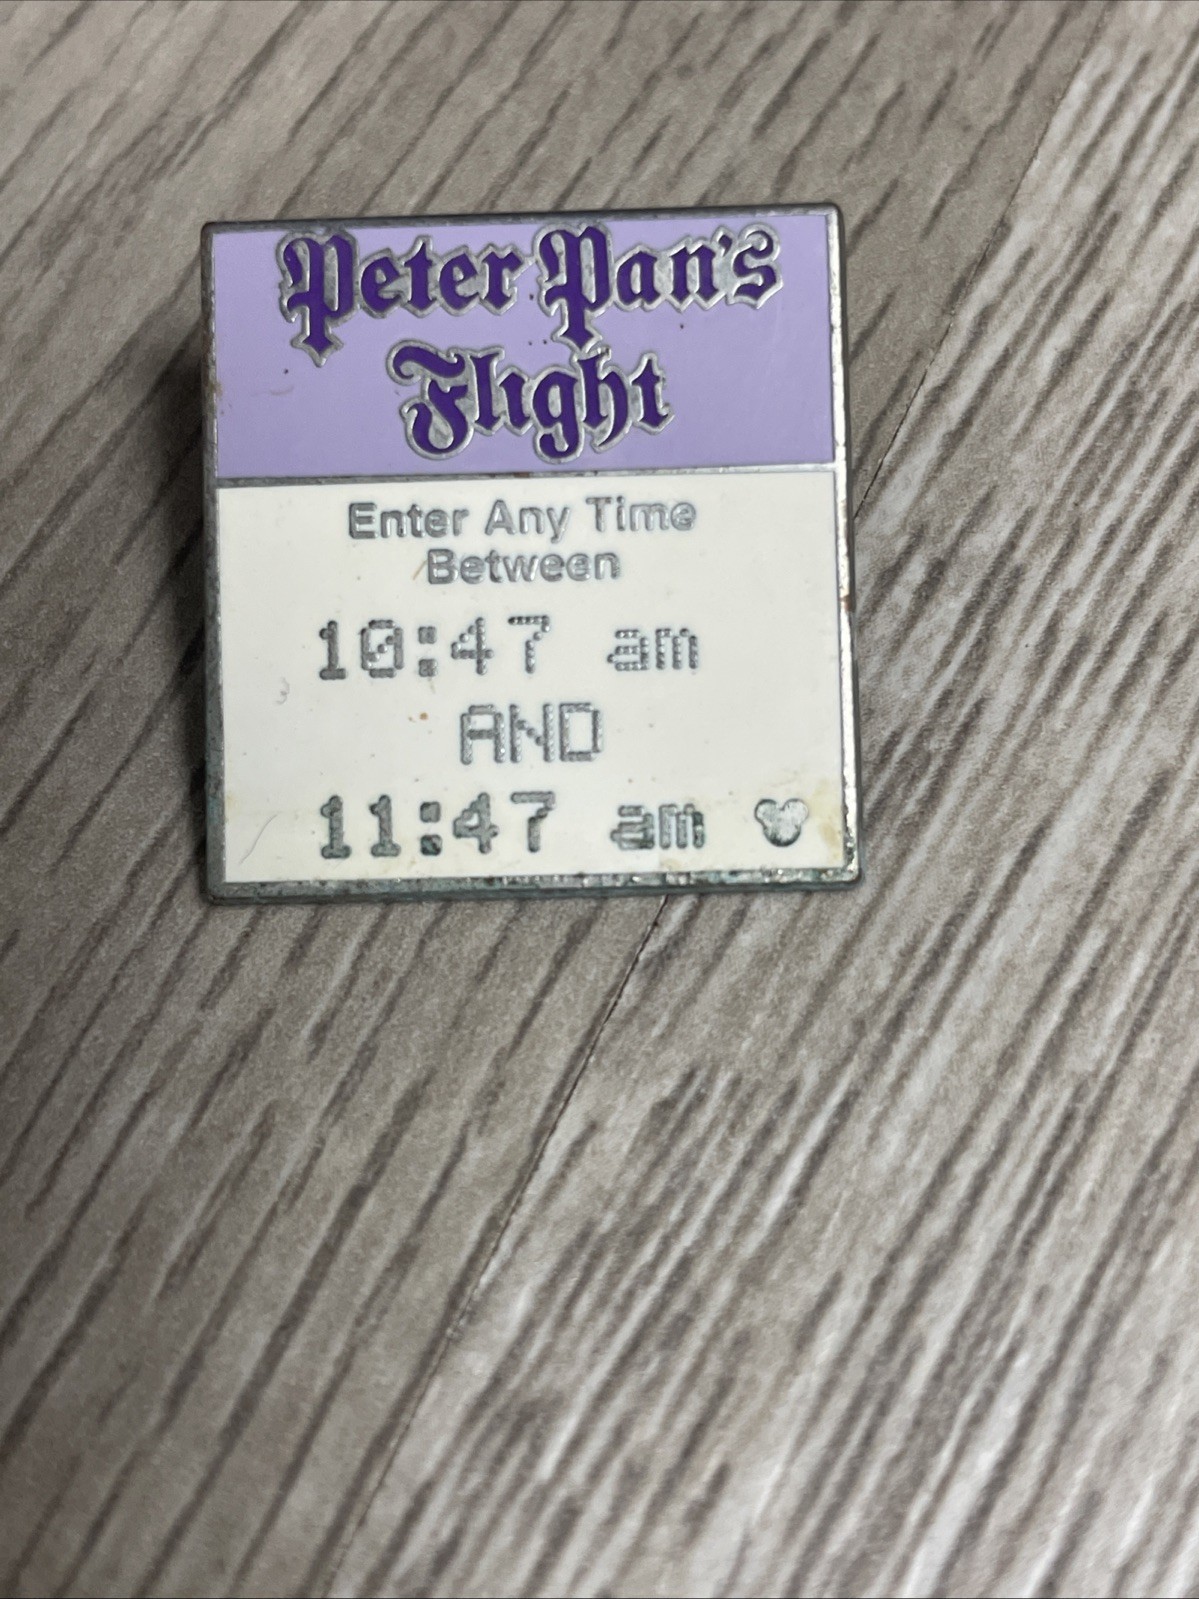 Peter Pan's
Flight
Enter Any Time
Between
10:47 am
AND
11:47 am